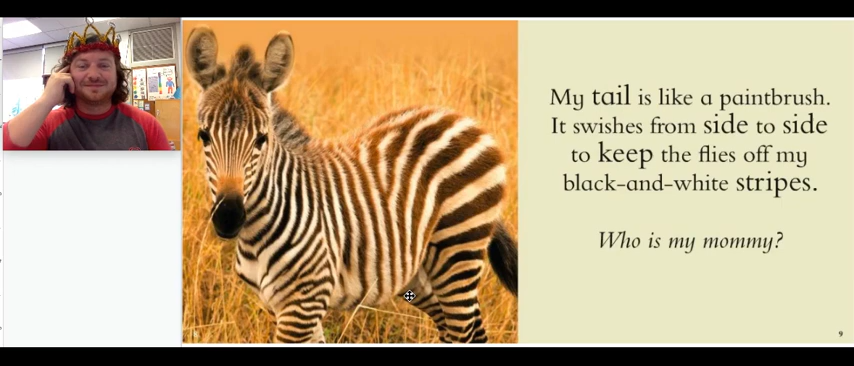 My tail is like a paintbrush.
It swishes from side to side
to keep the flies off my
black-and-white stripes.
Who is my mommy?
9